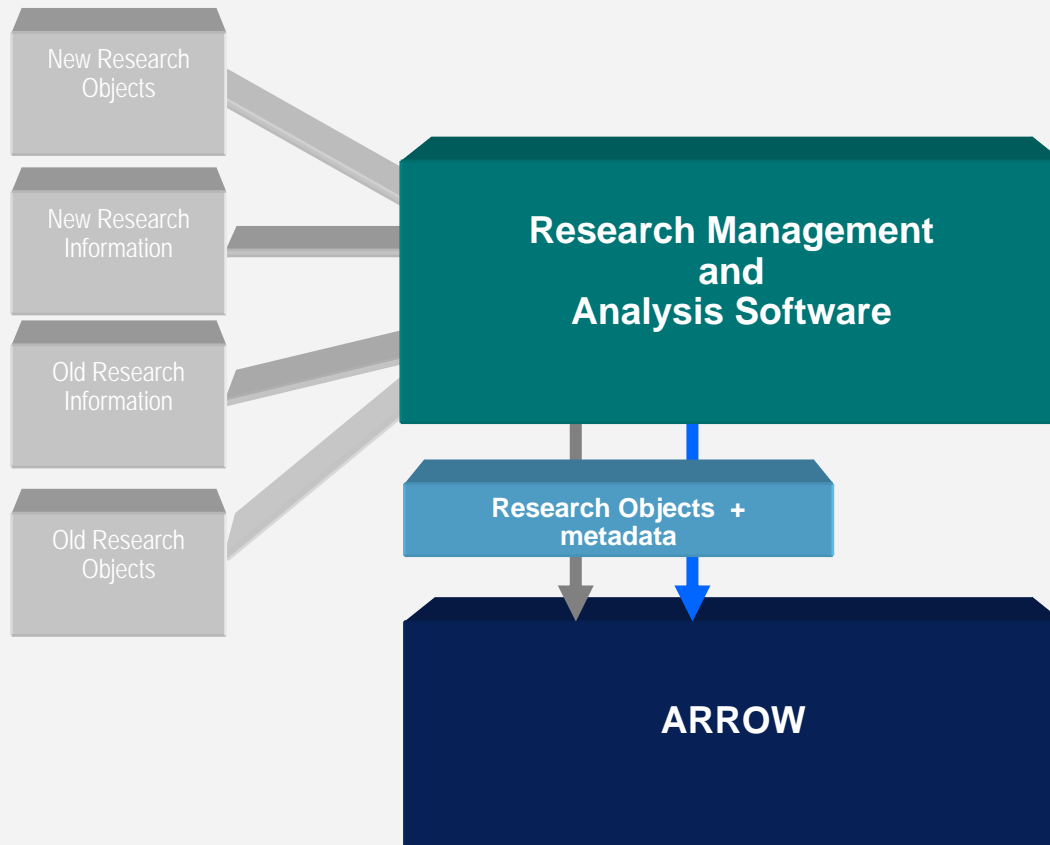 New Research
Objects
New Research
Information
Old Research
Information
Old Research
Objects
Research Management
and
Analysis Software
Research Objects +
metadata
ARROW